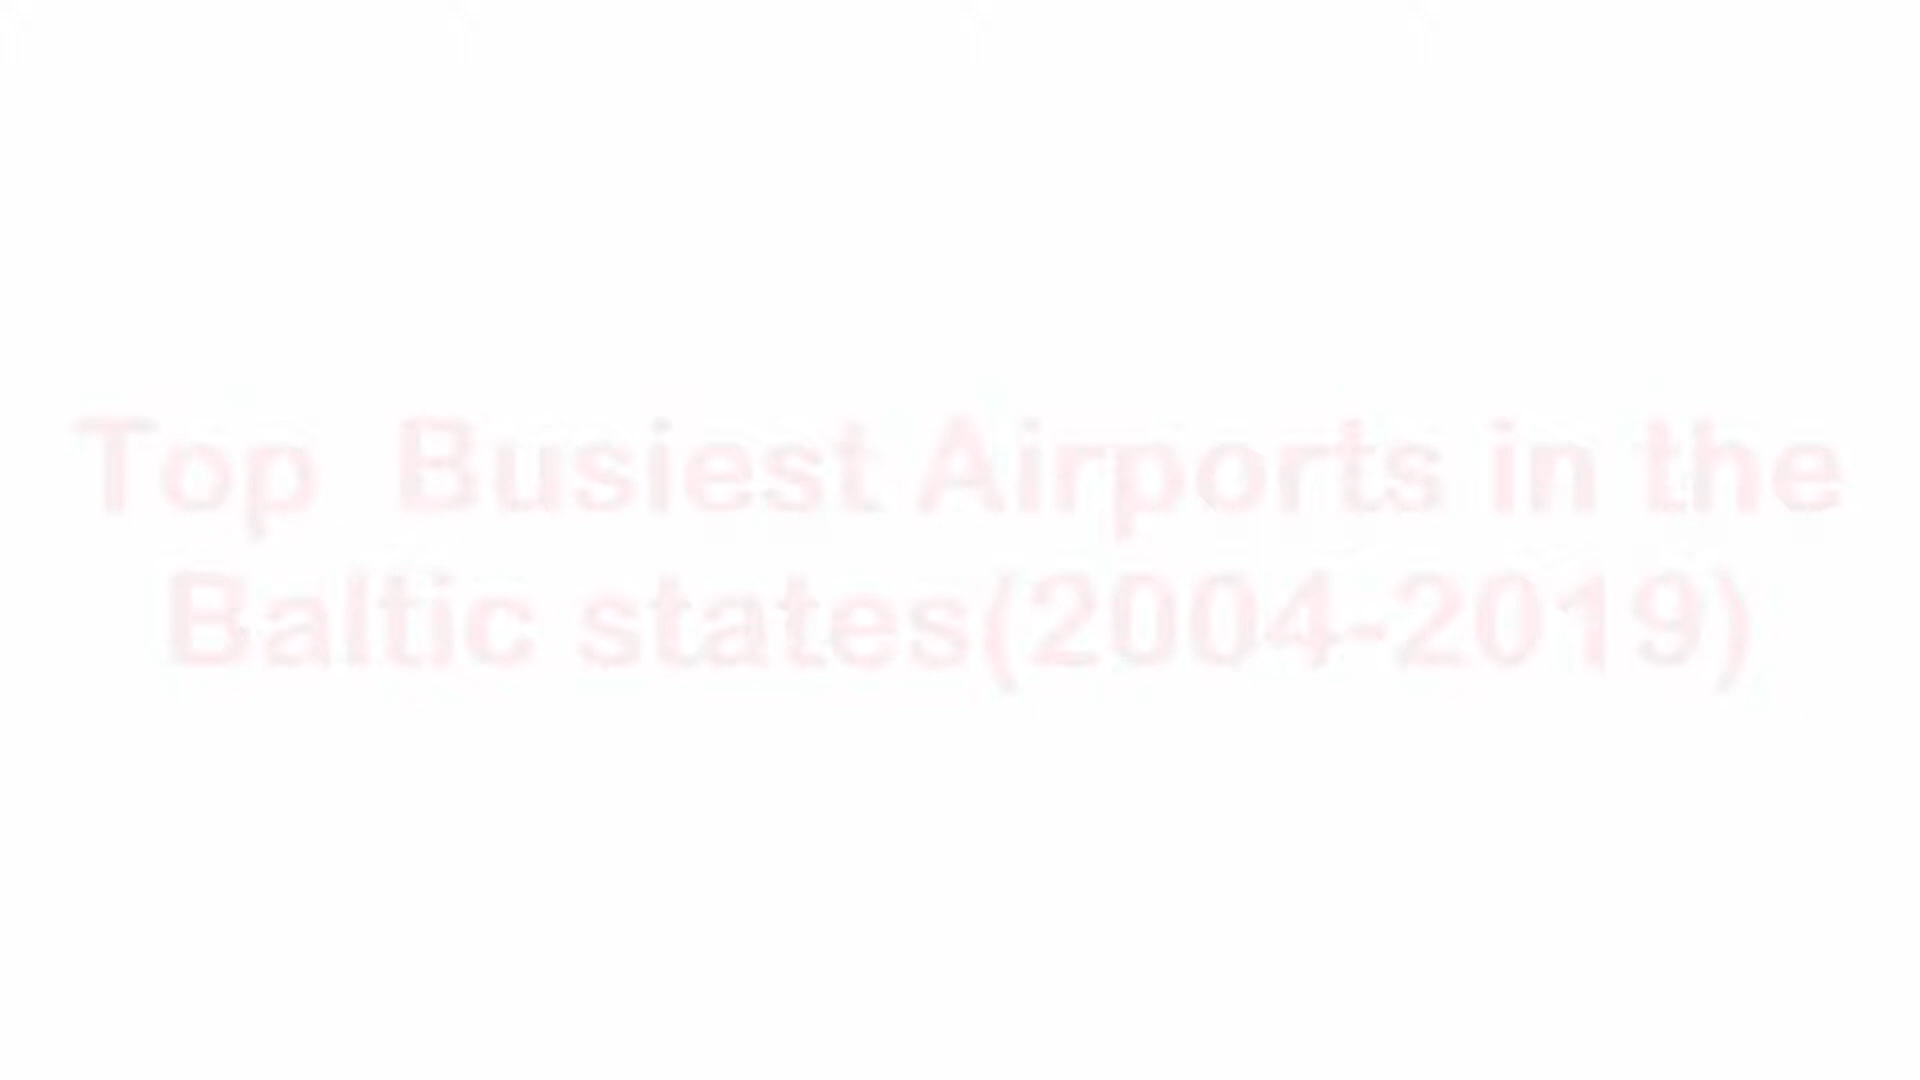 Top  Busiest Airports in the
Baltic states(2004-2019)